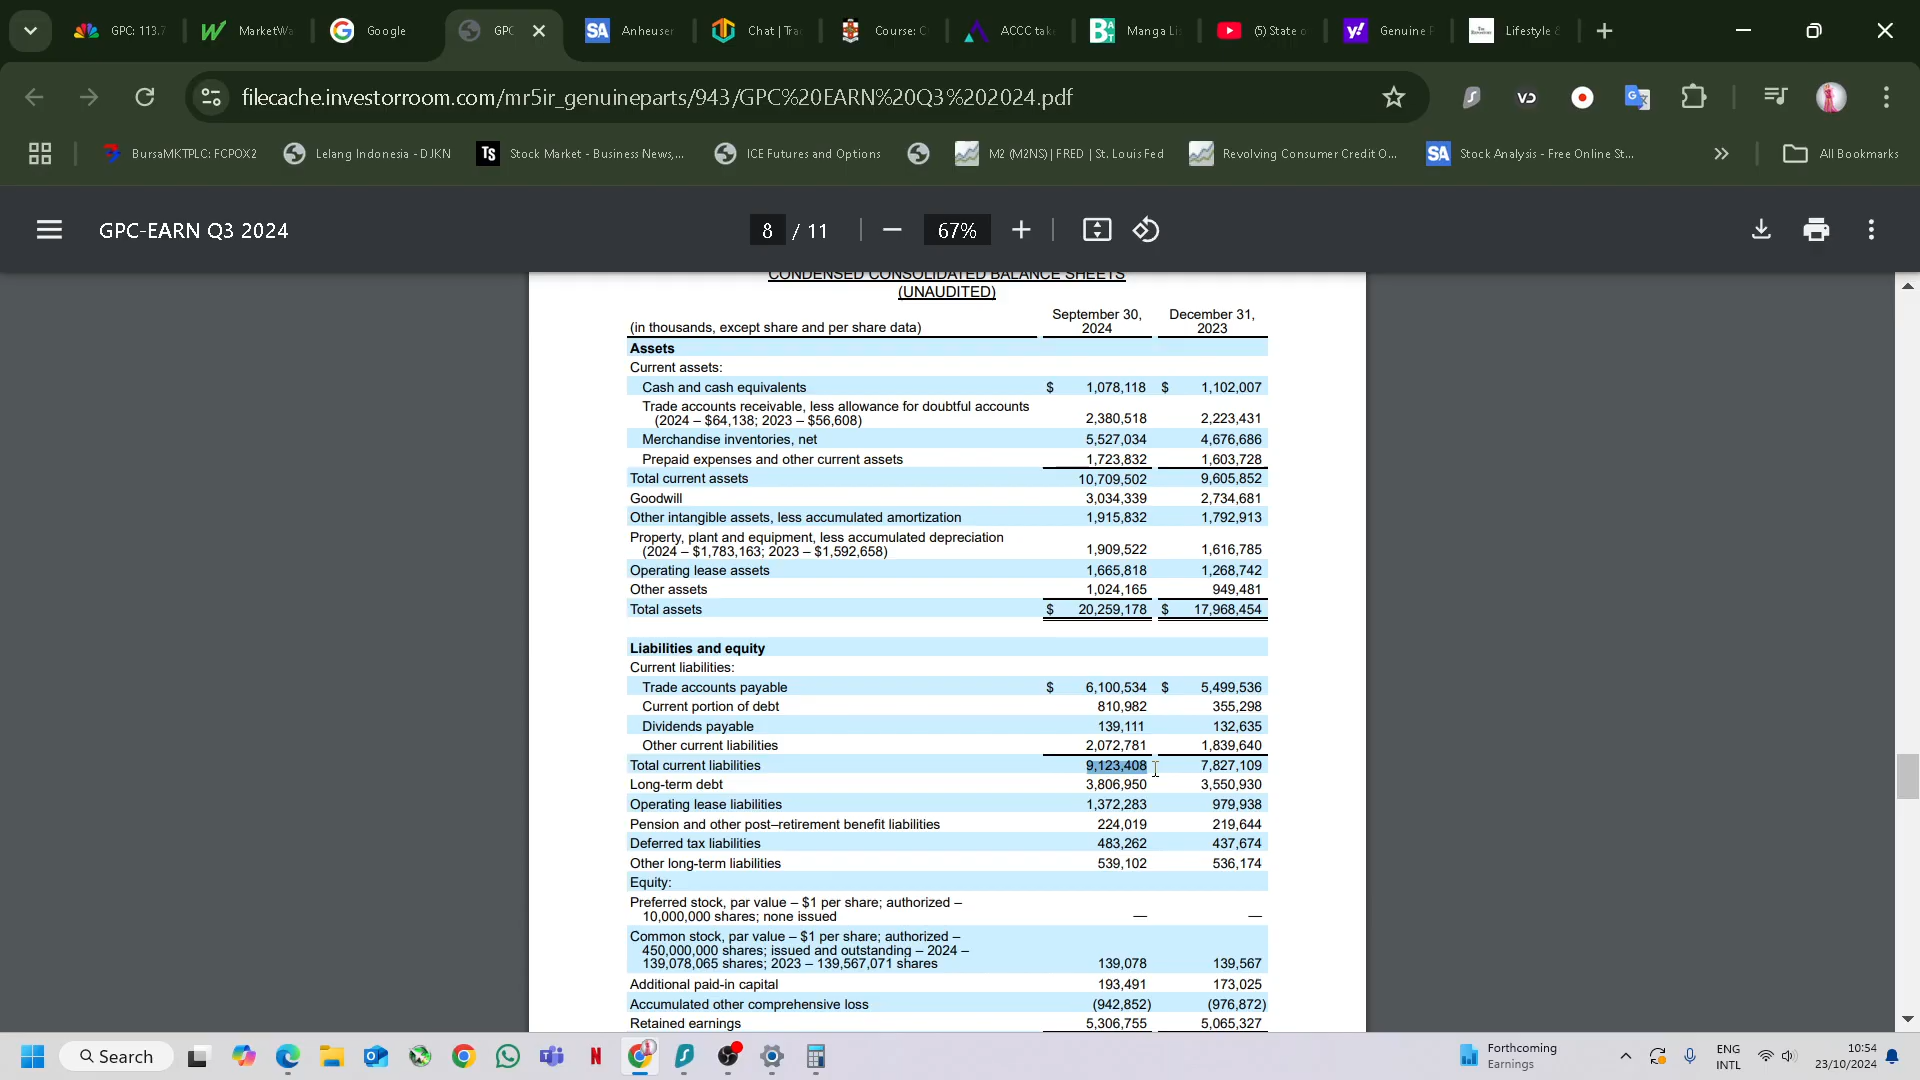 GPC: 113.7
MarketWa
Google
GPC
Anheuser
Chat | Tra
Course: C
ACCC tak
Manga Li
(5) State o
Genuine P
Lifestyle &
filecache.investorroom.com/mr5ir_genuineparts/943/GPC%20EARN%20Q3%202024.pdf
BursaMKTPLC: FCPOX2
Lelang Indonesia - DJKN
Stock Market - Business News,...
ICE Futures and Options
M2 (M2NS) | FRED | St. Louis Fed
Revolving Consumer Credit O...
Stock Analysis - Free Online St...
All Bookmarks
GPC-EARN Q3 2024
8 / 11
67%
CONDENSED CONSOLIDATED BALANCE SHEETS
(UNAUDITED)
(in thousands, except share and per share data) September 30, 2024 December 31, 2023
Assets
Current assets:
Cash and cash equivalents $ 1,078,118 $ 1,102,007
Trade accounts receivable, less allowance for doubtful accounts
(2024 – $64,138; 2023 – $56,608) 2,380,518 2,223,431
Merchandise inventories, net 5,527,034 4,676,686
Prepaid expenses and other current assets 1,723,832 1,603,728
Total current assets 10,709,502 9,605,852
Goodwill 3,034,339 2,734,681
Other intangible assets, less accumulated amortization 1,915,832 1,792,913
Property, plant and equipment, less accumulated depreciation
(2024 – $1,783,163; 2023 – $1,592,658) 1,909,522 1,616,785
Operating lease assets 1,665,818 1,268,742
Other assets 1,024,165 949,481
Total assets $ 20,259,178 $ 17,968,454
Liabilities and equity
Current liabilities:
Trade accounts payable $ 6,100,534 $ 5,499,536
Current portion of debt 810,982 355,298
Dividends payable 139,111 132,635
Other current liabilities 2,072,781 1,839,640
Total current liabilities 9,123,408 7,827,109
Long-term debt 3,806,950 3,550,930
Operating lease liabilities 1,372,283 979,938
Pension and other post–retirement benefit liabilities 224,019 219,644
Deferred tax liabilities 483,262 437,674
Other long-term liabilities 539,102 536,174
Equity:
Preferred stock, par value – $1 per share; authorized –
10,000,000 shares; none issued — —
Common stock, par value – $1 per share; authorized –
450,000,000 shares; issued and outstanding – 2024 –
139,078,065 shares; 2023 – 139,567,071 shares 139,078 139,567
Additional paid-in capital 193,491 173,025
Accumulated other comprehensive loss (942,852) (976,872)
Retained earnings 5,306,755 5,065,327
Search
Forthcoming
Earnings
ENG
INTL
10:54
23/10/2024